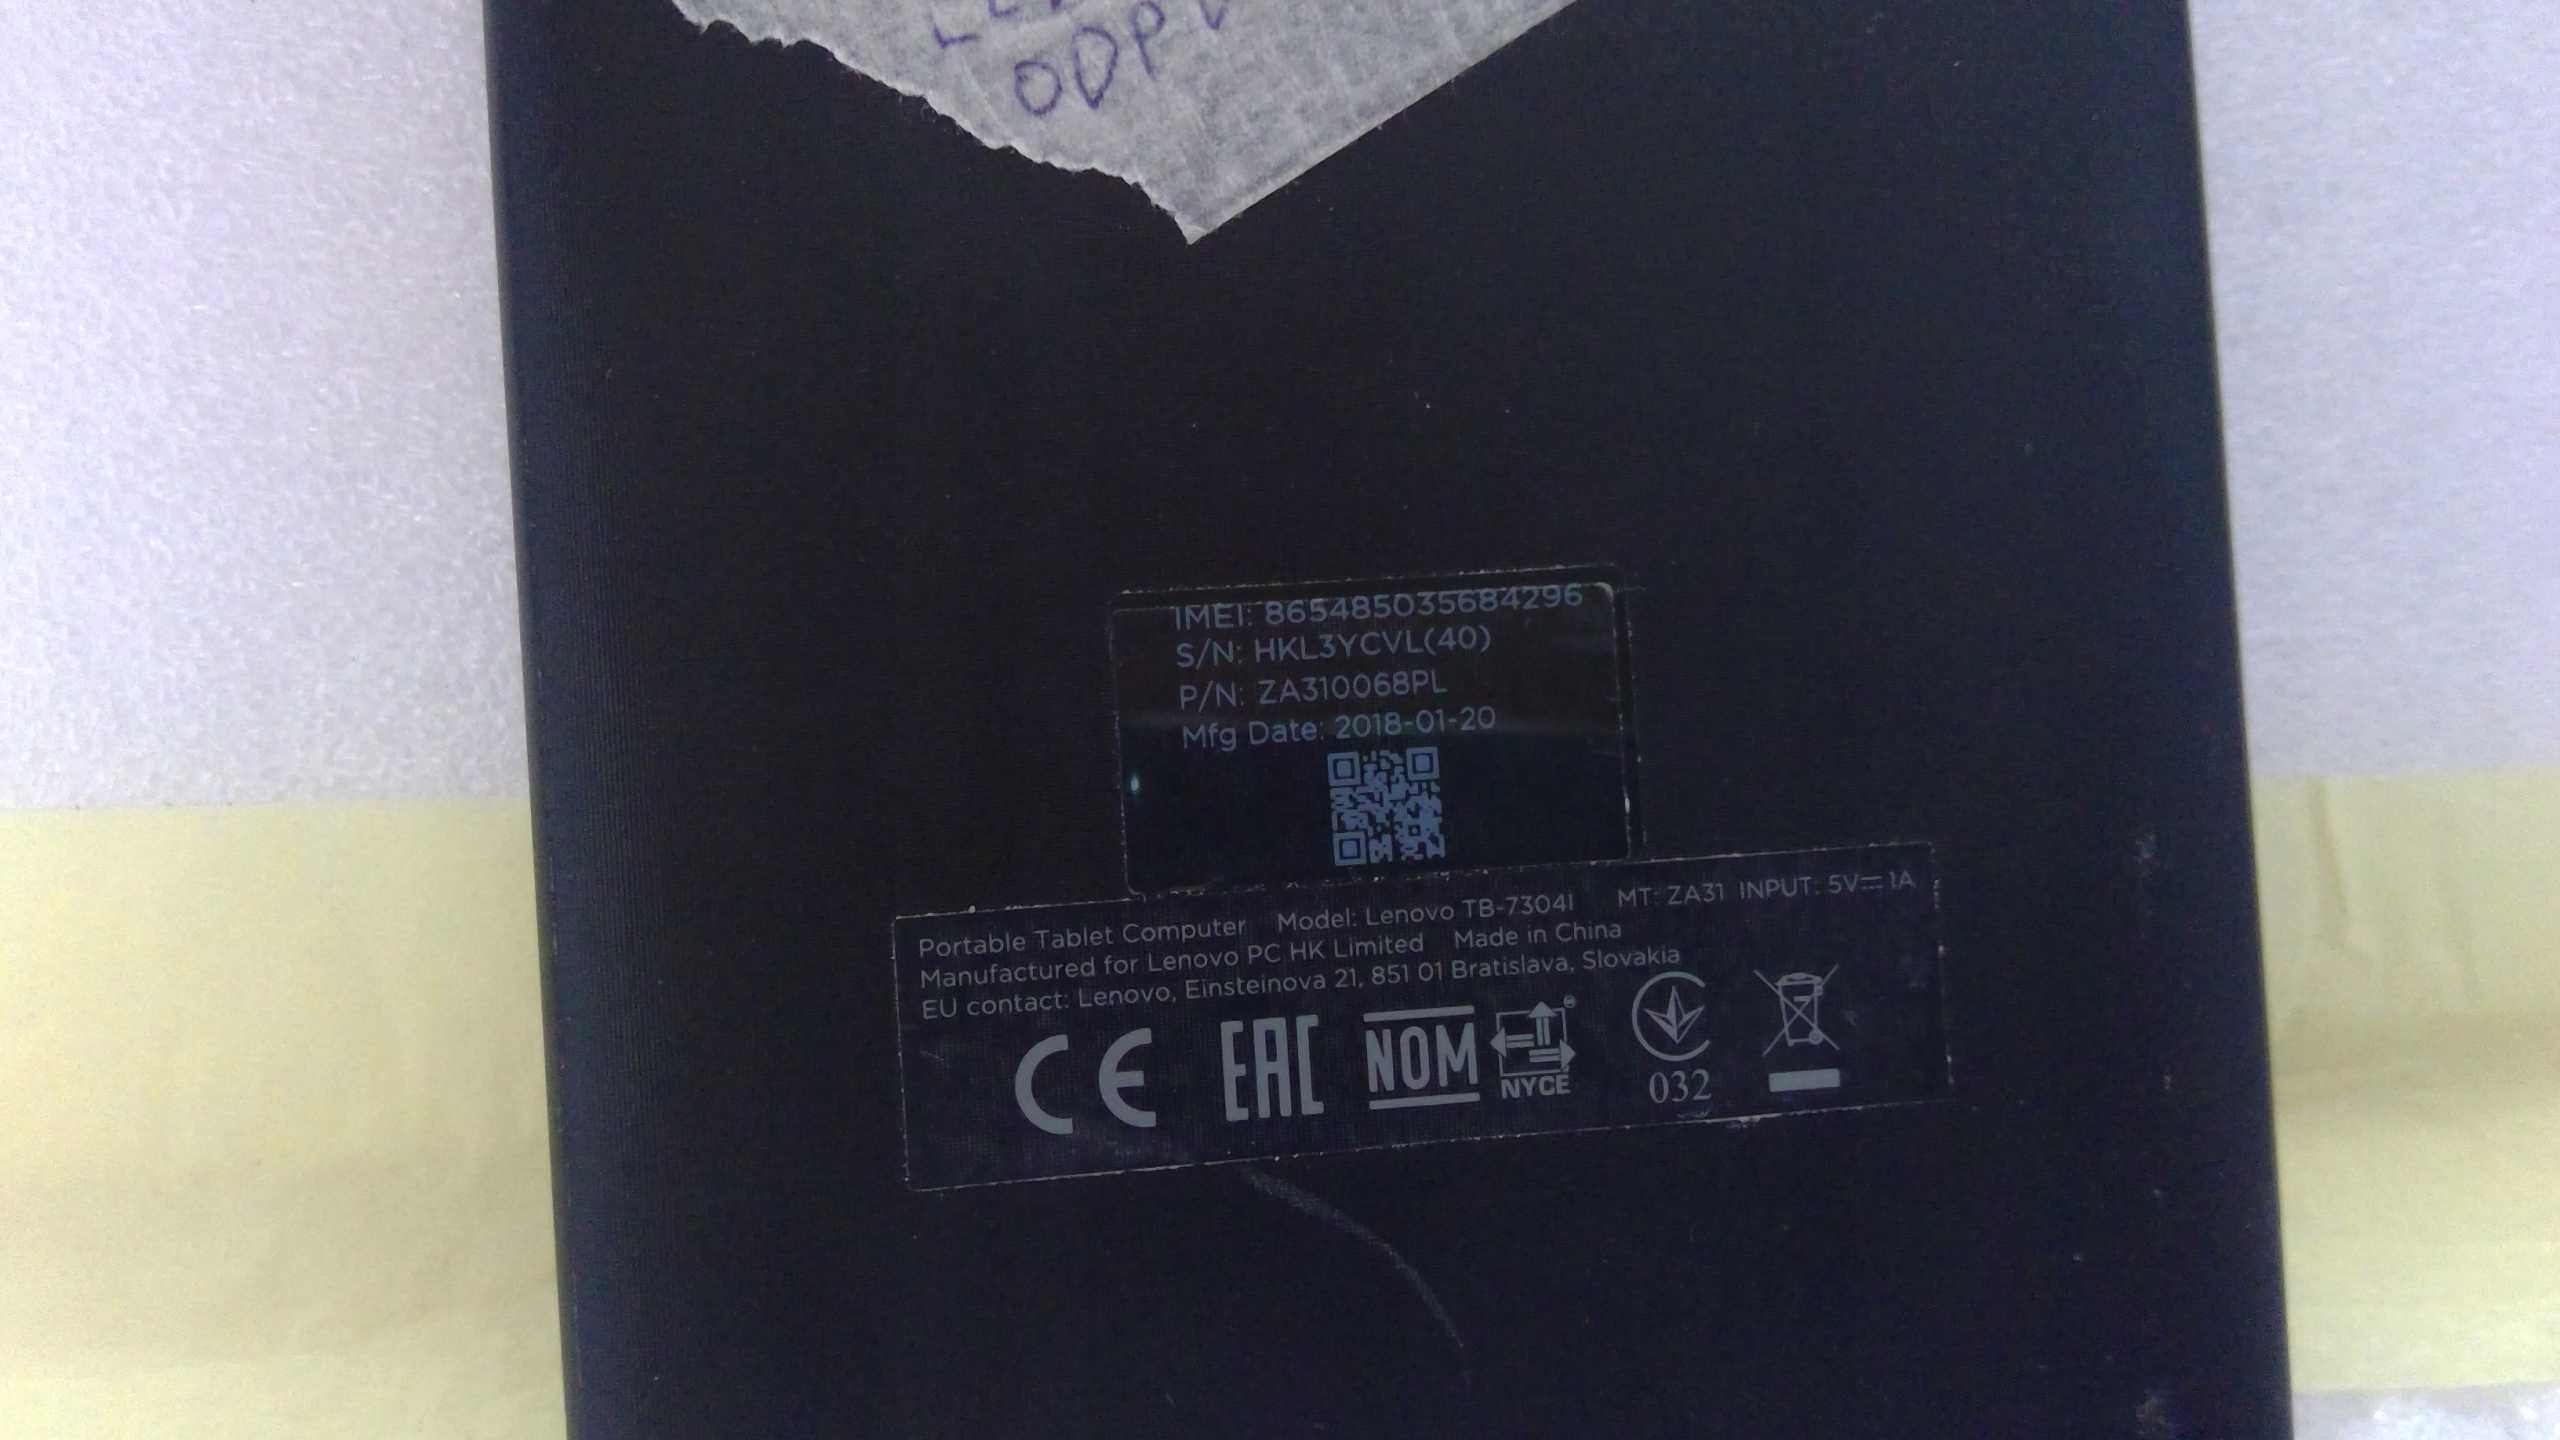 IMEI: 865485035684296
S/N: HKL3YCVL(40)
P/N: ZA310068PL
Mfg Date: 2018-01-20
Portable Tablet Computer Model: Lenovo TB-7304I MT: ZA31 INPUT: 5V⎓1A
Manufactured for Lenovo PC HK Limited Made in China
EU contact: Lenovo, Einsteinova 21, 851 01 Bratislava, Slovakia
CE EAC NOM NYCE ® 032